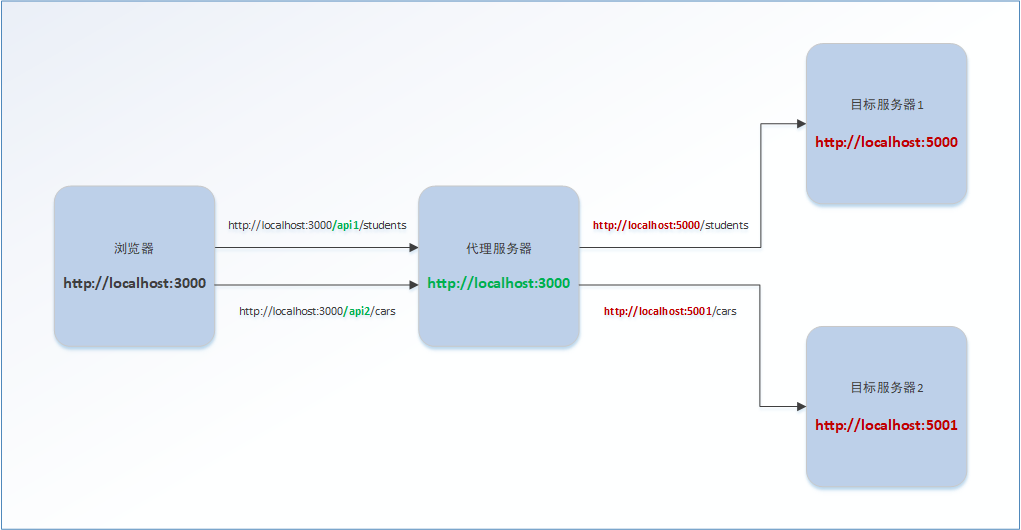 目标服务器1
http://localhost:5000
http://localhost:3000/api1/students
http://localhost:5000/students
浏览器
http://localhost:3000
代理服务器
http://localhost:3000
http://localhost:3000/api2/cars
http://localhost:5001/cars
目标服务器2
http://localhost:5001